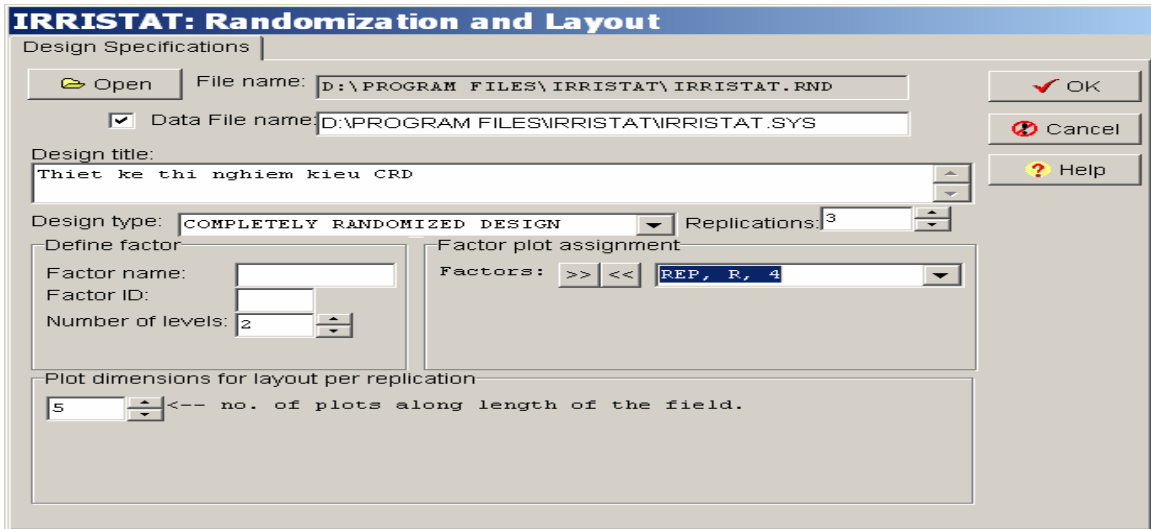 IRRISTAT: Randomization and Layout
Design Specifications
Open File name: D:\PROGRAM FILES\IRRISTAT\IRRISTAT.RND OK
Data File name: D:\PROGRAM FILES\IRRISTAT\IRRISTAT.SYS Cancel
Design title:
Thiet ke thi nghiem kieu CRD ? Help
Design type: COMPLETELY RANDOMIZED DESIGN Replications: 3
Define factor Factor plot assignment
Factor name: Factors: >> << REP, R, 4
Factor ID:
Number of levels: 2
Plot dimensions for layout per replication
5 <-- no. of plots along length of the field.